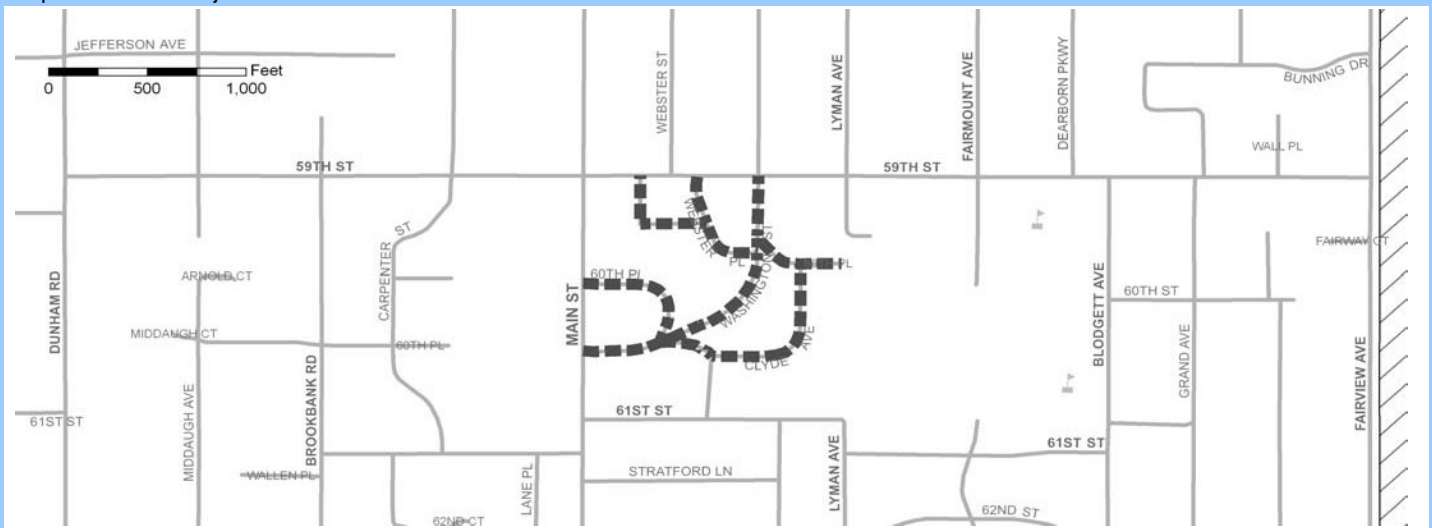 JEFFERSON AVE
Feet
0 500 1,000
WEBSTER ST
LYMAN AVE
FAIRMOUNT AVE
DEARBORN PKWY
BUNNING DR
WALL PL
59TH ST
59TH ST
WEBSTER
PL
WASHINGTON ST
PL
CARPENTER
ST
ARNOLD CT
60TH PL
FAIRWAY CT
60TH ST
DUNHAM RD
MAIN ST
MIDDAUGH CT
60TH PL
WASHINGTON
CLYDE
AVE
BLODGETT AVE
GRAND AVE
FAIRVIEW AVE
61ST ST
MIDDAUGH AVE
BROOKBANK RD
61ST ST
61ST ST
LYMAN AVE
WALLEN PL
LANE PL
STRATFORD LN
62ND CT
62ND ST